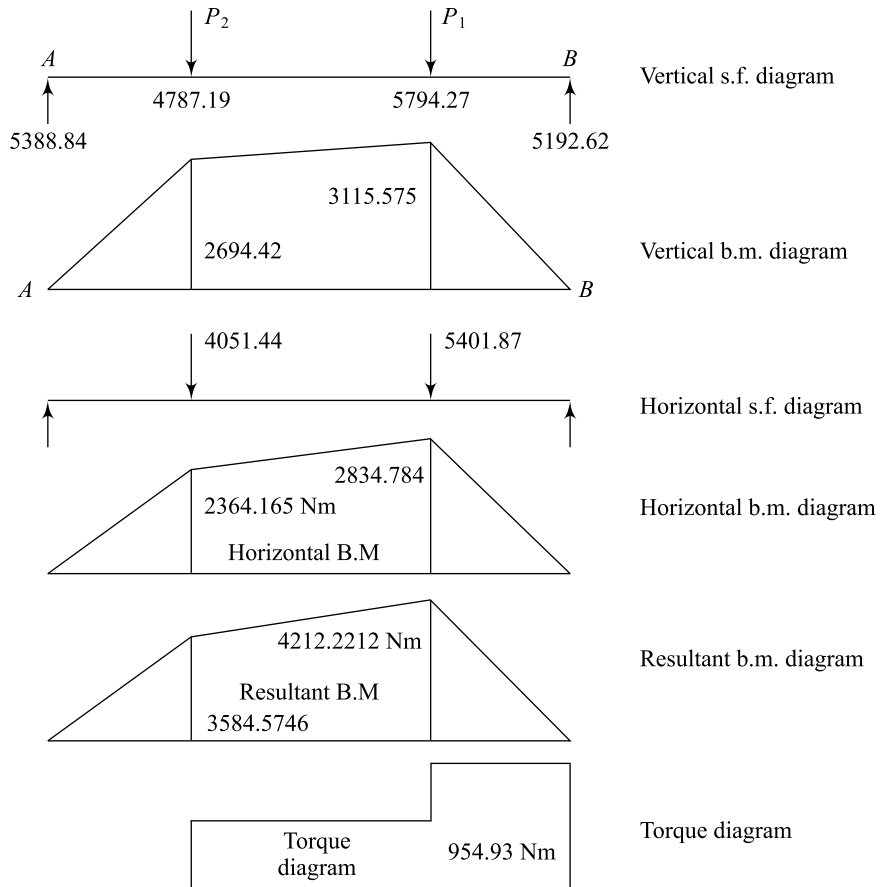 P2
P1
A
B
Vertical s.f. diagram
4787.19
5794.27
5388.84
5192.62
3115.575
2694.42
Vertical b.m. diagram
A
B
4051.44
5401.87
Horizontal s.f. diagram
2834.784
2364.165 Nm
Horizontal b.m. diagram
Horizontal B.M
4212.2212 Nm
Resultant b.m. diagram
Resultant B.M
3584.5746
Torque diagram
Torque
diagram
954.93 Nm